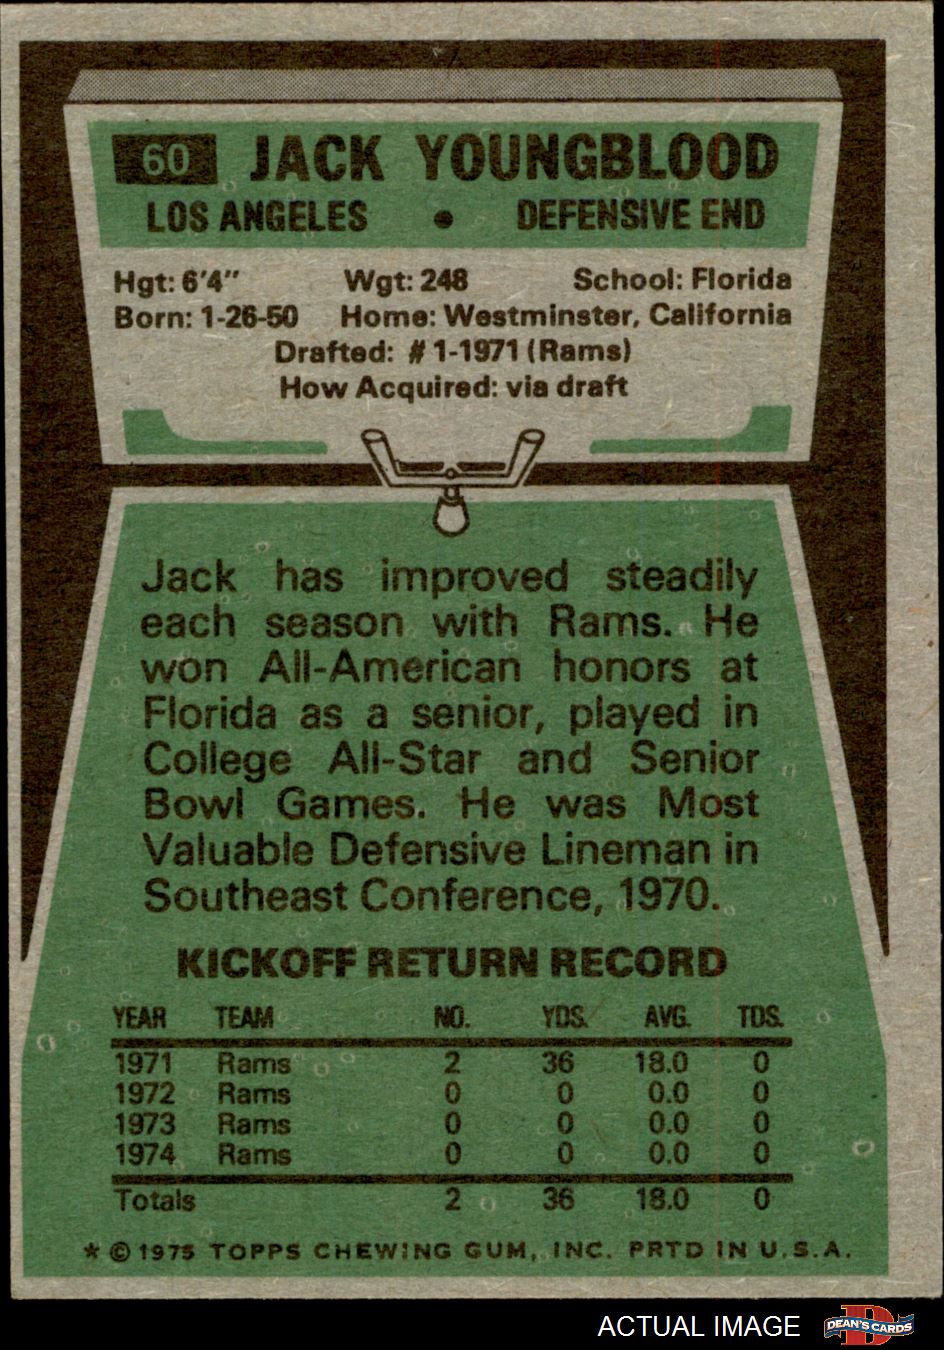 60 JACK YOUNGBLOOD
LOS ANGELES • DEFENSIVE END
Hgt: 6'4" Wgt: 248 School: Florida
Born: 1-26-50 Home: Westminster, California
Drafted: #1-1971 (Rams)
How Acquired: via draft
Jack has improved steadily
each season with Rams. He
won All-American honors at
Florida as a senior, played in
College All-Star and Senior
Bowl Games. He was Most
Valuable Defensive Lineman in
Southeast Conference, 1970.
KICKOFF RETURN RECORD
YEAR TEAM NO. YDS. AVG. TDS.
1971 Rams 2 36 18.0 0
1972 Rams 0 0 0.0 0
1973 Rams 0 0 0.0 0
1974 Rams 0 0 0.0 0
Totals 2 36 18.0 0
* © 1975 TOPPS CHEWING GUM, INC. PRTD IN U.S.A.
ACTUAL IMAGE D DEAN'S CARDS